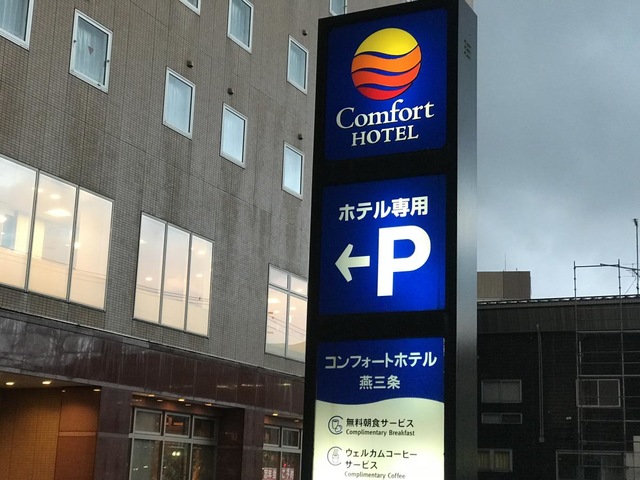 Comfort
HOTEL
ホテル専用
←P
コンフォートホテル
燕三条
無料朝食サービス
Complimentary Breakfast
ウェルカムコーヒー
サービス
Complimentary Coffee